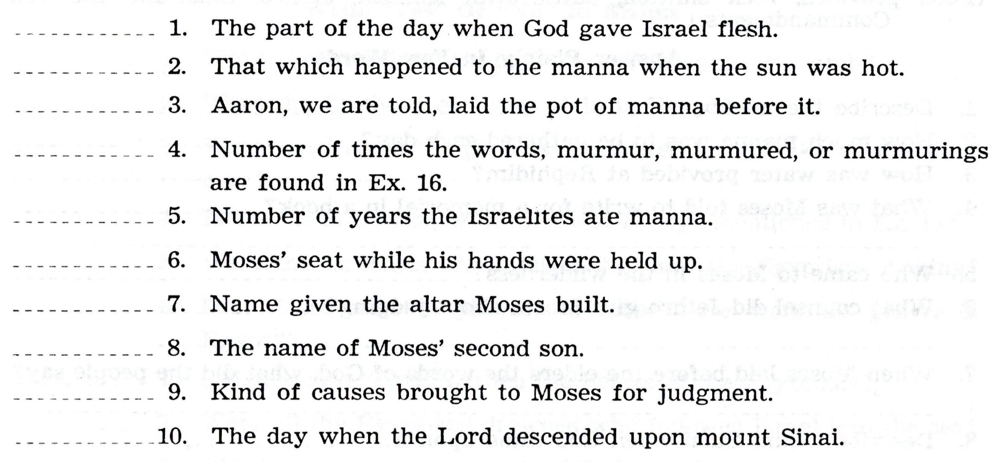 ------------ 1. The part of the day when God gave Israel flesh.
------------ 2. That which happened to the manna when the sun was hot.
------------ 3. Aaron, we are told, laid the pot of manna before it.
------------ 4. Number of times the words, murmur, murmured, or murmurings
are found in Ex. 16.
------------ 5. Number of years the Israelites ate manna.
------------ 6. Moses’ seat while his hands were held up.
------------ 7. Name given the altar Moses built.
------------ 8. The name of Moses’ second son.
------------ 9. Kind of causes brought to Moses for judgment.
------------ 10. The day when the Lord descended upon mount Sinai.